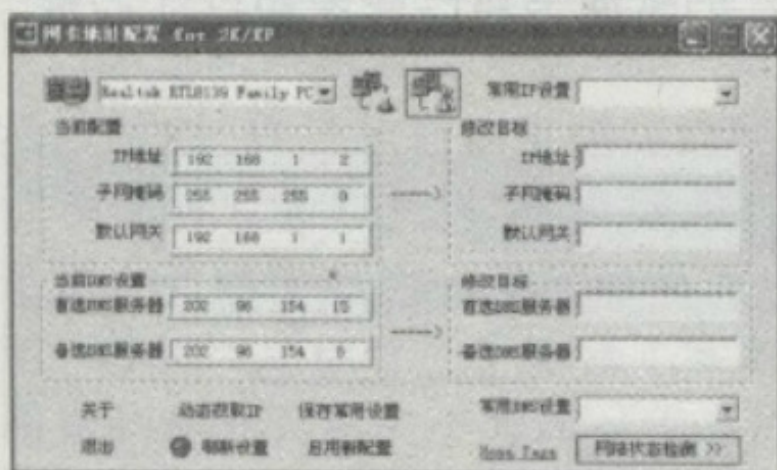 网卡地址配置 for 2K/XP
Realtek RTL8139 Family PC
常用IP设置
当前配置
修改目标
IP地址 192 168 1 2
IP地址
子网掩码 255 255 255 0
子网掩码
默认网关 192 168 1 1
默认网关
当前DNS设置
修改目标
首选DNS服务器 202 96 154 15
首选DNS服务器
备选DNS服务器 202 96 154 8
备选DNS服务器
关于 动态获取IP 保存常用设置
常用DNS设置
退出 刷新设置 启用新配置
网络状态检测 >>